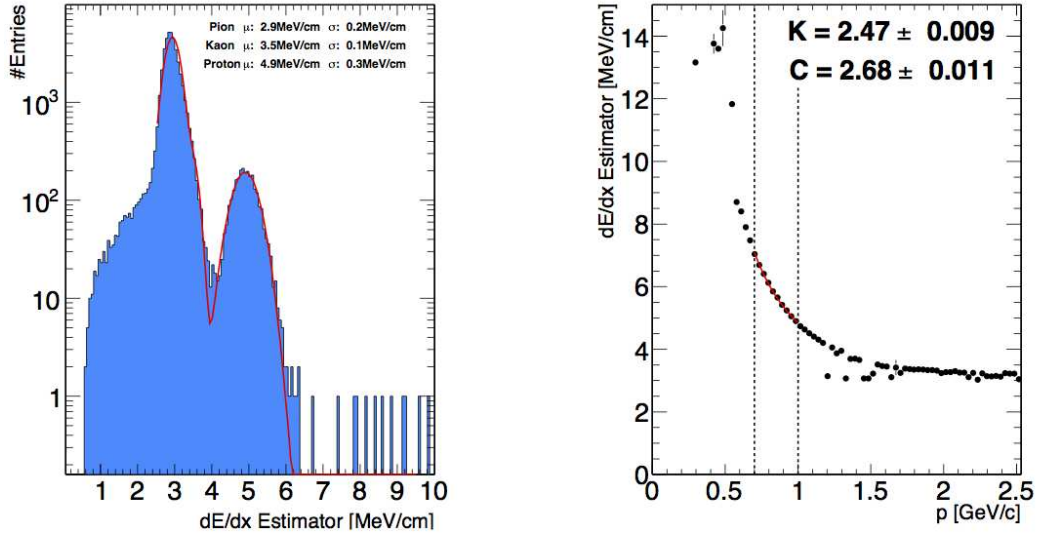 Pion μ: 2.9MeV/cm σ: 0.2MeV/cm
Kaon μ: 3.5MeV/cm σ: 0.1MeV/cm
Proton μ: 4.9MeV/cm σ: 0.3MeV/cm
#Entries
10³
10²
10
1
1 2 3 4 5 6 7 8 9 10
dE/dx Estimator [MeV/cm]
K = 2.47 ± 0.009
C = 2.68 ± 0.011
dE/dx Estimator [MeV/cm]
14
12
10
8
6
4
2
0
0 0.5 1 1.5 2 2.5
p [GeV/c]